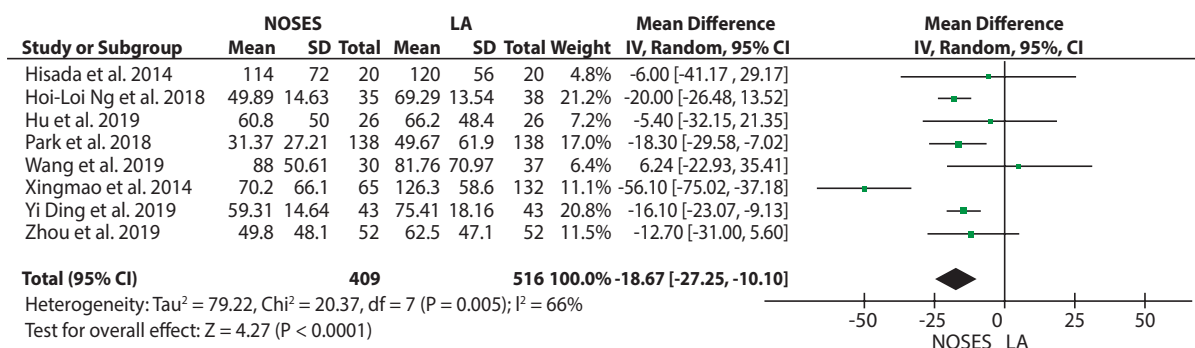 NOSES LA Mean Difference Mean Difference
Study or Subgroup Mean SD Total Mean SD Total Weight IV, Random, 95% CI IV, Random, 95%, CI
Hisada et al. 2014 114 72 20 120 56 20 4.8% -6.00 [-41.17 , 29.17]
Hoi-Loi Ng et al. 2018 49.89 14.63 35 69.29 13.54 38 21.2% -20.00 [-26.48, 13.52]
Hu et al. 2019 60.8 50 26 66.2 48.4 26 7.2% -5.40 [-32.15, 21.35]
Park et al. 2018 31.37 27.21 138 49.67 61.9 138 17.0% -18.30 [-29.58, -7.02]
Wang et al. 2019 88 50.61 30 81.76 70.97 37 6.4% 6.24 [-22.93, 35.41]
Xingmao et al. 2014 70.2 66.1 65 126.3 58.6 132 11.1% -56.10 [-75.02, -37.18]
Yi Ding et al. 2019 59.31 14.64 43 75.41 18.16 43 20.8% -16.10 [-23.07, -9.13]
Zhou et al. 2019 49.8 48.1 52 62.5 47.1 52 11.5% -12.70 [-31.00, 5.60]
Total (95% CI) 409 516 100.0% -18.67 [-27.25, -10.10]
Heterogeneity: Tau² = 79.22, Chi² = 20.37, df = 7 (P = 0.005); I² = 66%
Test for overall effect: Z = 4.27 (P < 0.0001)
-50 -25 0 25 50
NOSES LA